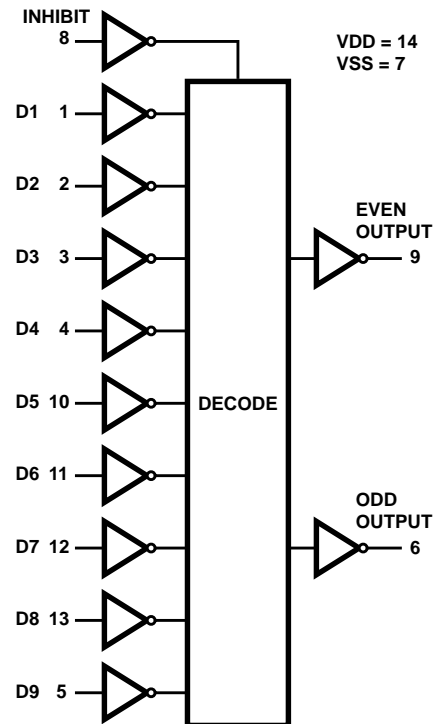 INHIBIT
8
VDD = 14
VSS = 7
D1 1
D2 2
D3 3
D4 4
D5 10
D6 11
D7 12
D8 13
D9 5
DECODE
EVEN
OUTPUT
9
ODD
OUTPUT
6